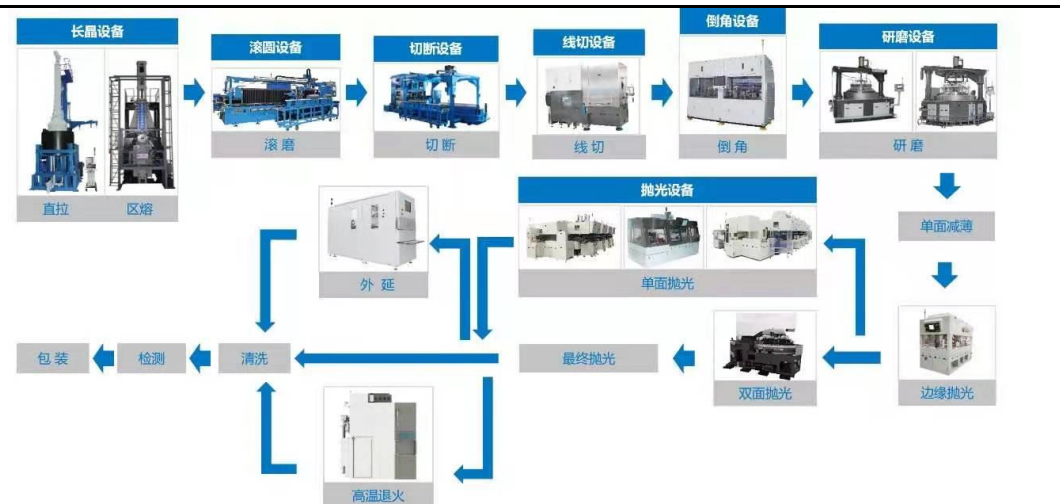 长晶设备
滚圆设备
切断设备
线切设备
倒角设备
研磨设备
直拉
区熔
滚磨
切断
线切
倒角
研磨
单面减薄
抛光设备
单面抛光
外延
包装
检测
清洗
最终抛光
双面抛光
边缘抛光
高温退火